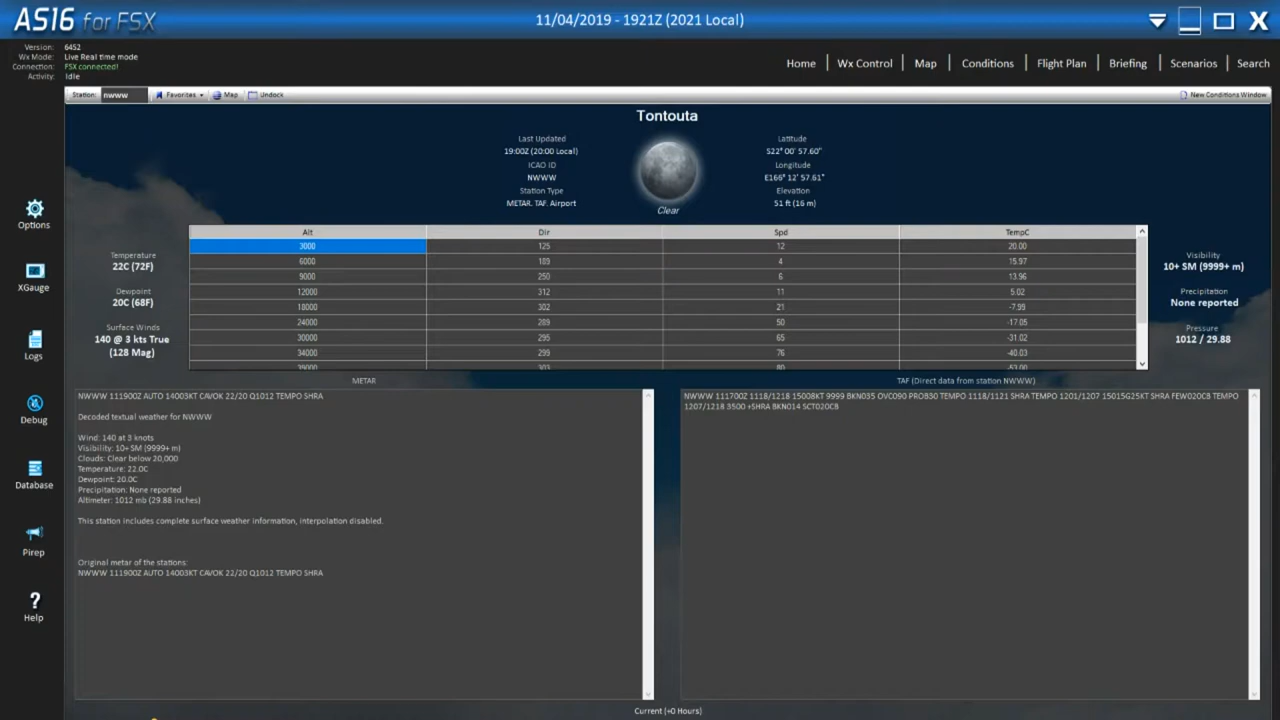 AS16 for FSX
11/04/2019 - 1921Z (2021 Local)
Version: 6452
Wx Mode: Live Real time mode
Connection: FSX connected!
Activity: Idle
Home Wx Control Map Conditions Flight Plan Briefing Scenarios Search
Station: nwww Favorites Map Undock New Conditions Window
Tontouta
Last Updated
19:00Z (20:00 Local)
ICAO ID
NWWW
Station Type
METAR. TAF. Airport
Clear
Latitude
S22° 00' 57.60"
Longitude
E166° 12' 57.61"
Elevation
51 ft (16 m)
Options
XGauge
Logs
Debug
Database
Pirep
Help
Temperature
22C (72F)
Dewpoint
20C (68F)
Surface Winds
140 @ 3 kts True
(128 Mag)
Alt Dir Spd TempC
3000 125 12 20.00
6000 189 4 15.97
9000 250 6 13.96
12000 312 11 5.02
18000 302 21 -7.99
24000 289 50 -17.05
30000 295 65 -31.02
34000 299 76 -40.03
39000 303 80 -53.00
Visibility
10+ SM (9999+ m)
Precipitation
None reported
Pressure
1012 / 29.88
METAR
NWWW 111900Z AUTO 14003KT CAVOK 22/20 Q1012 TEMPO SHRA
Decoded textual weather for NWWW
Wind: 140 at 3 knots
Visibility: 10+ SM (9999+ m)
Clouds: Clear below 20,000
Temperature: 22.0C
Dewpoint: 20.0C
Precipitation: None reported
Altimeter: 1012 mb (29.88 inches)
This station includes complete surface weather information, interpolation disabled.
Original metar of the stations:
NWWW 111900Z AUTO 14003KT CAVOK 22/20 Q1012 TEMPO SHRA
TAF (Direct data from station NWWW)
NWWW 111700Z 1118/1218 15008KT 9999 BKN035 OVC090 PROB30 TEMPO 1118/1121 SHRA TEMPO 1201/1207 15015G25KT SHRA FEW020CB TEMPO
1207/1218 3500 +SHRA BKN014 SCT020CB
Current (+0 Hours)